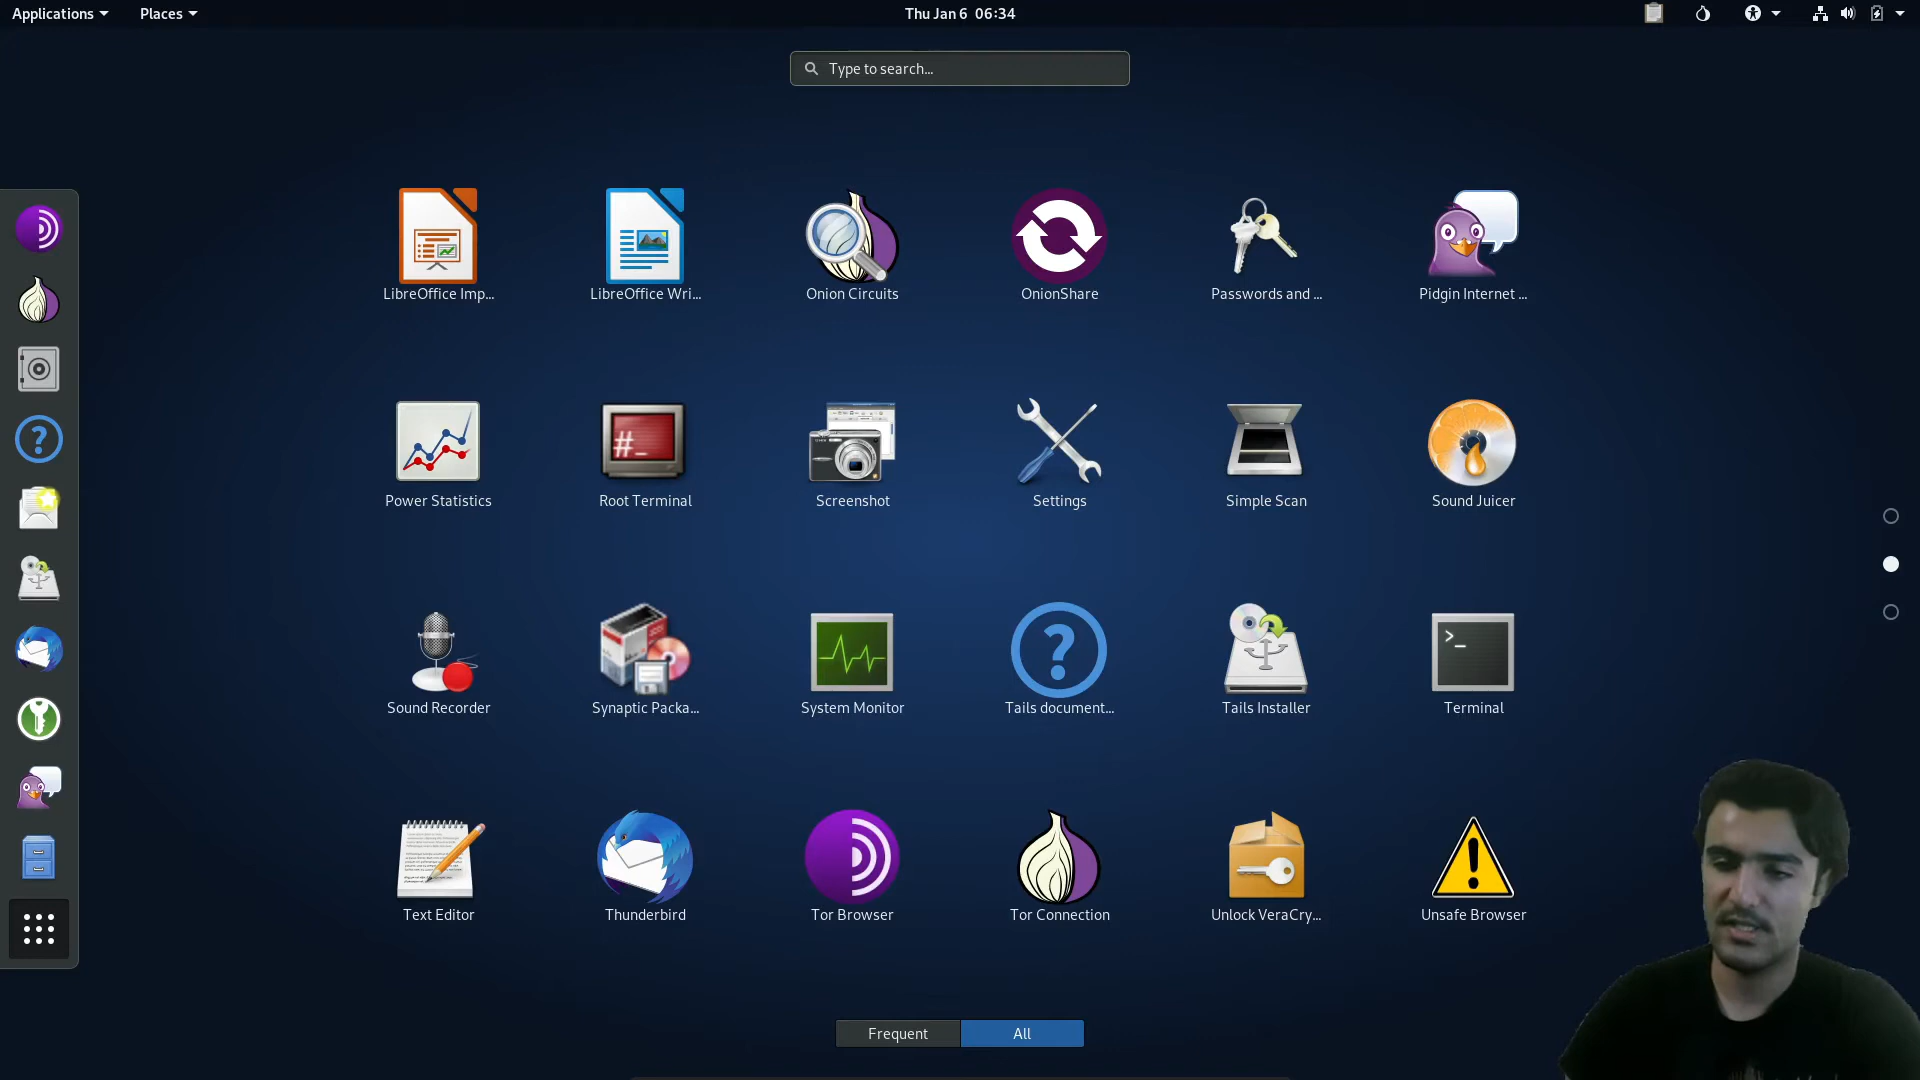 Applications
Places
Thu Jan 6 06:34
Type to search...
LibreOffice Imp...
LibreOffice Wri...
Onion Circuits
OnionShare
Passwords and ...
Pidgin Internet ...
#_
Power Statistics
Root Terminal
Screenshot
Settings
Simple Scan
Sound Juicer
>_
Sound Recorder
Synaptic Packa...
System Monitor
Tails document...
Tails Installer
Terminal
Text Editor
Thunderbird
Tor Browser
Tor Connection
Unlock VeraCry...
Unsafe Browser
Frequent
All